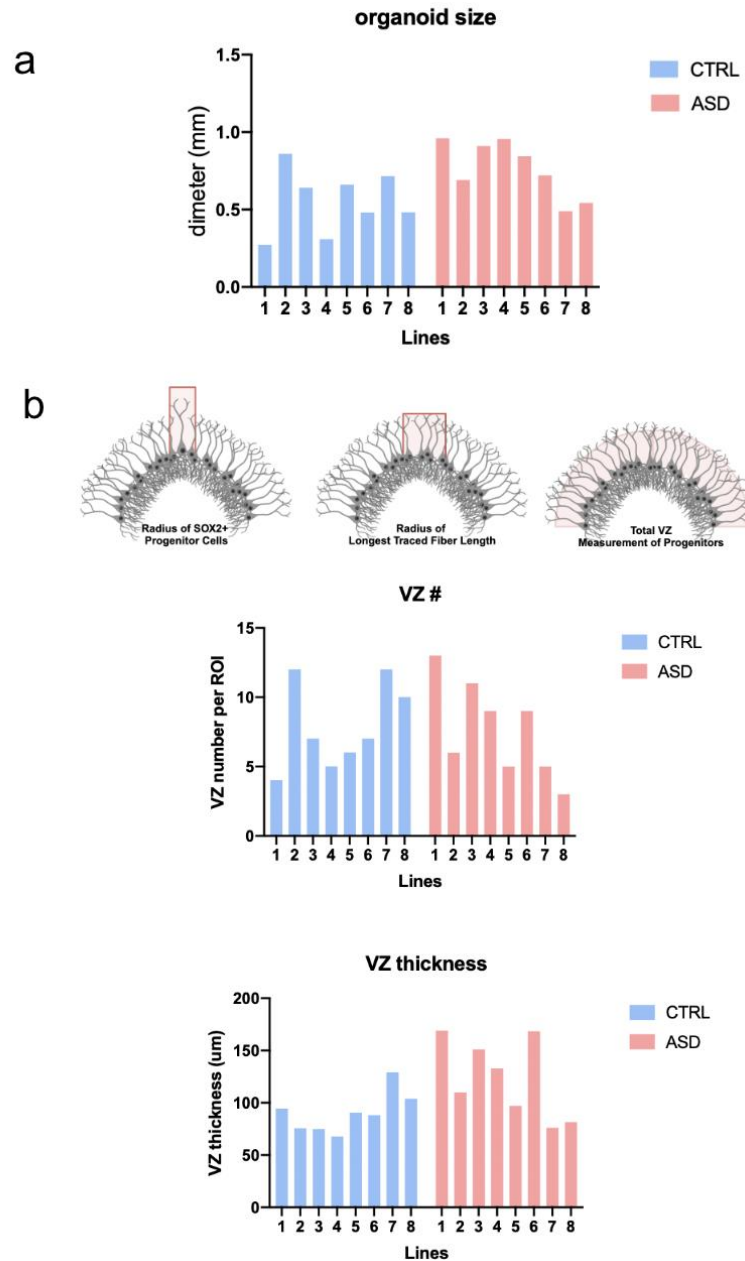 organoid size
a
1.5
1.0
0.5
0.0
dimeter (mm)
1 2 3 4 5 6 7 8 1 2 3 4 5 6 7 8
Lines
CTRL
ASD
b
Radius of SOX2+
Progenitor Cells
Radius of
Longest Traced Fiber Length
Total VZ
Measurement of Progenitors
VZ #
15
10
5
0
VZ number per ROI
1 2 3 4 5 6 7 8 1 2 3 4 5 6 7 8
Lines
CTRL
ASD
VZ thickness
200
150
100
50
0
VZ thickness (um)
1 2 3 4 5 6 7 8 1 2 3 4 5 6 7 8
Lines
CTRL
ASD